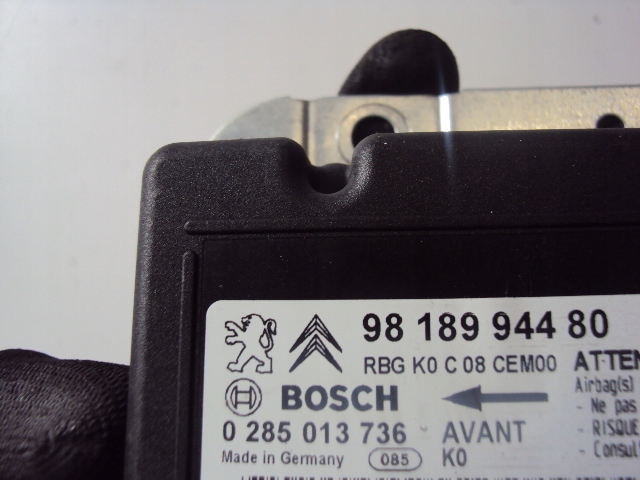 98 189 944 80
RBG K0 C 08 CEM00 ATTEN
BOSCH Airbag(s)
- Ne pas
0 285 013 736 AVANT - RISQUE
Made in Germany 085 K0 - Consul